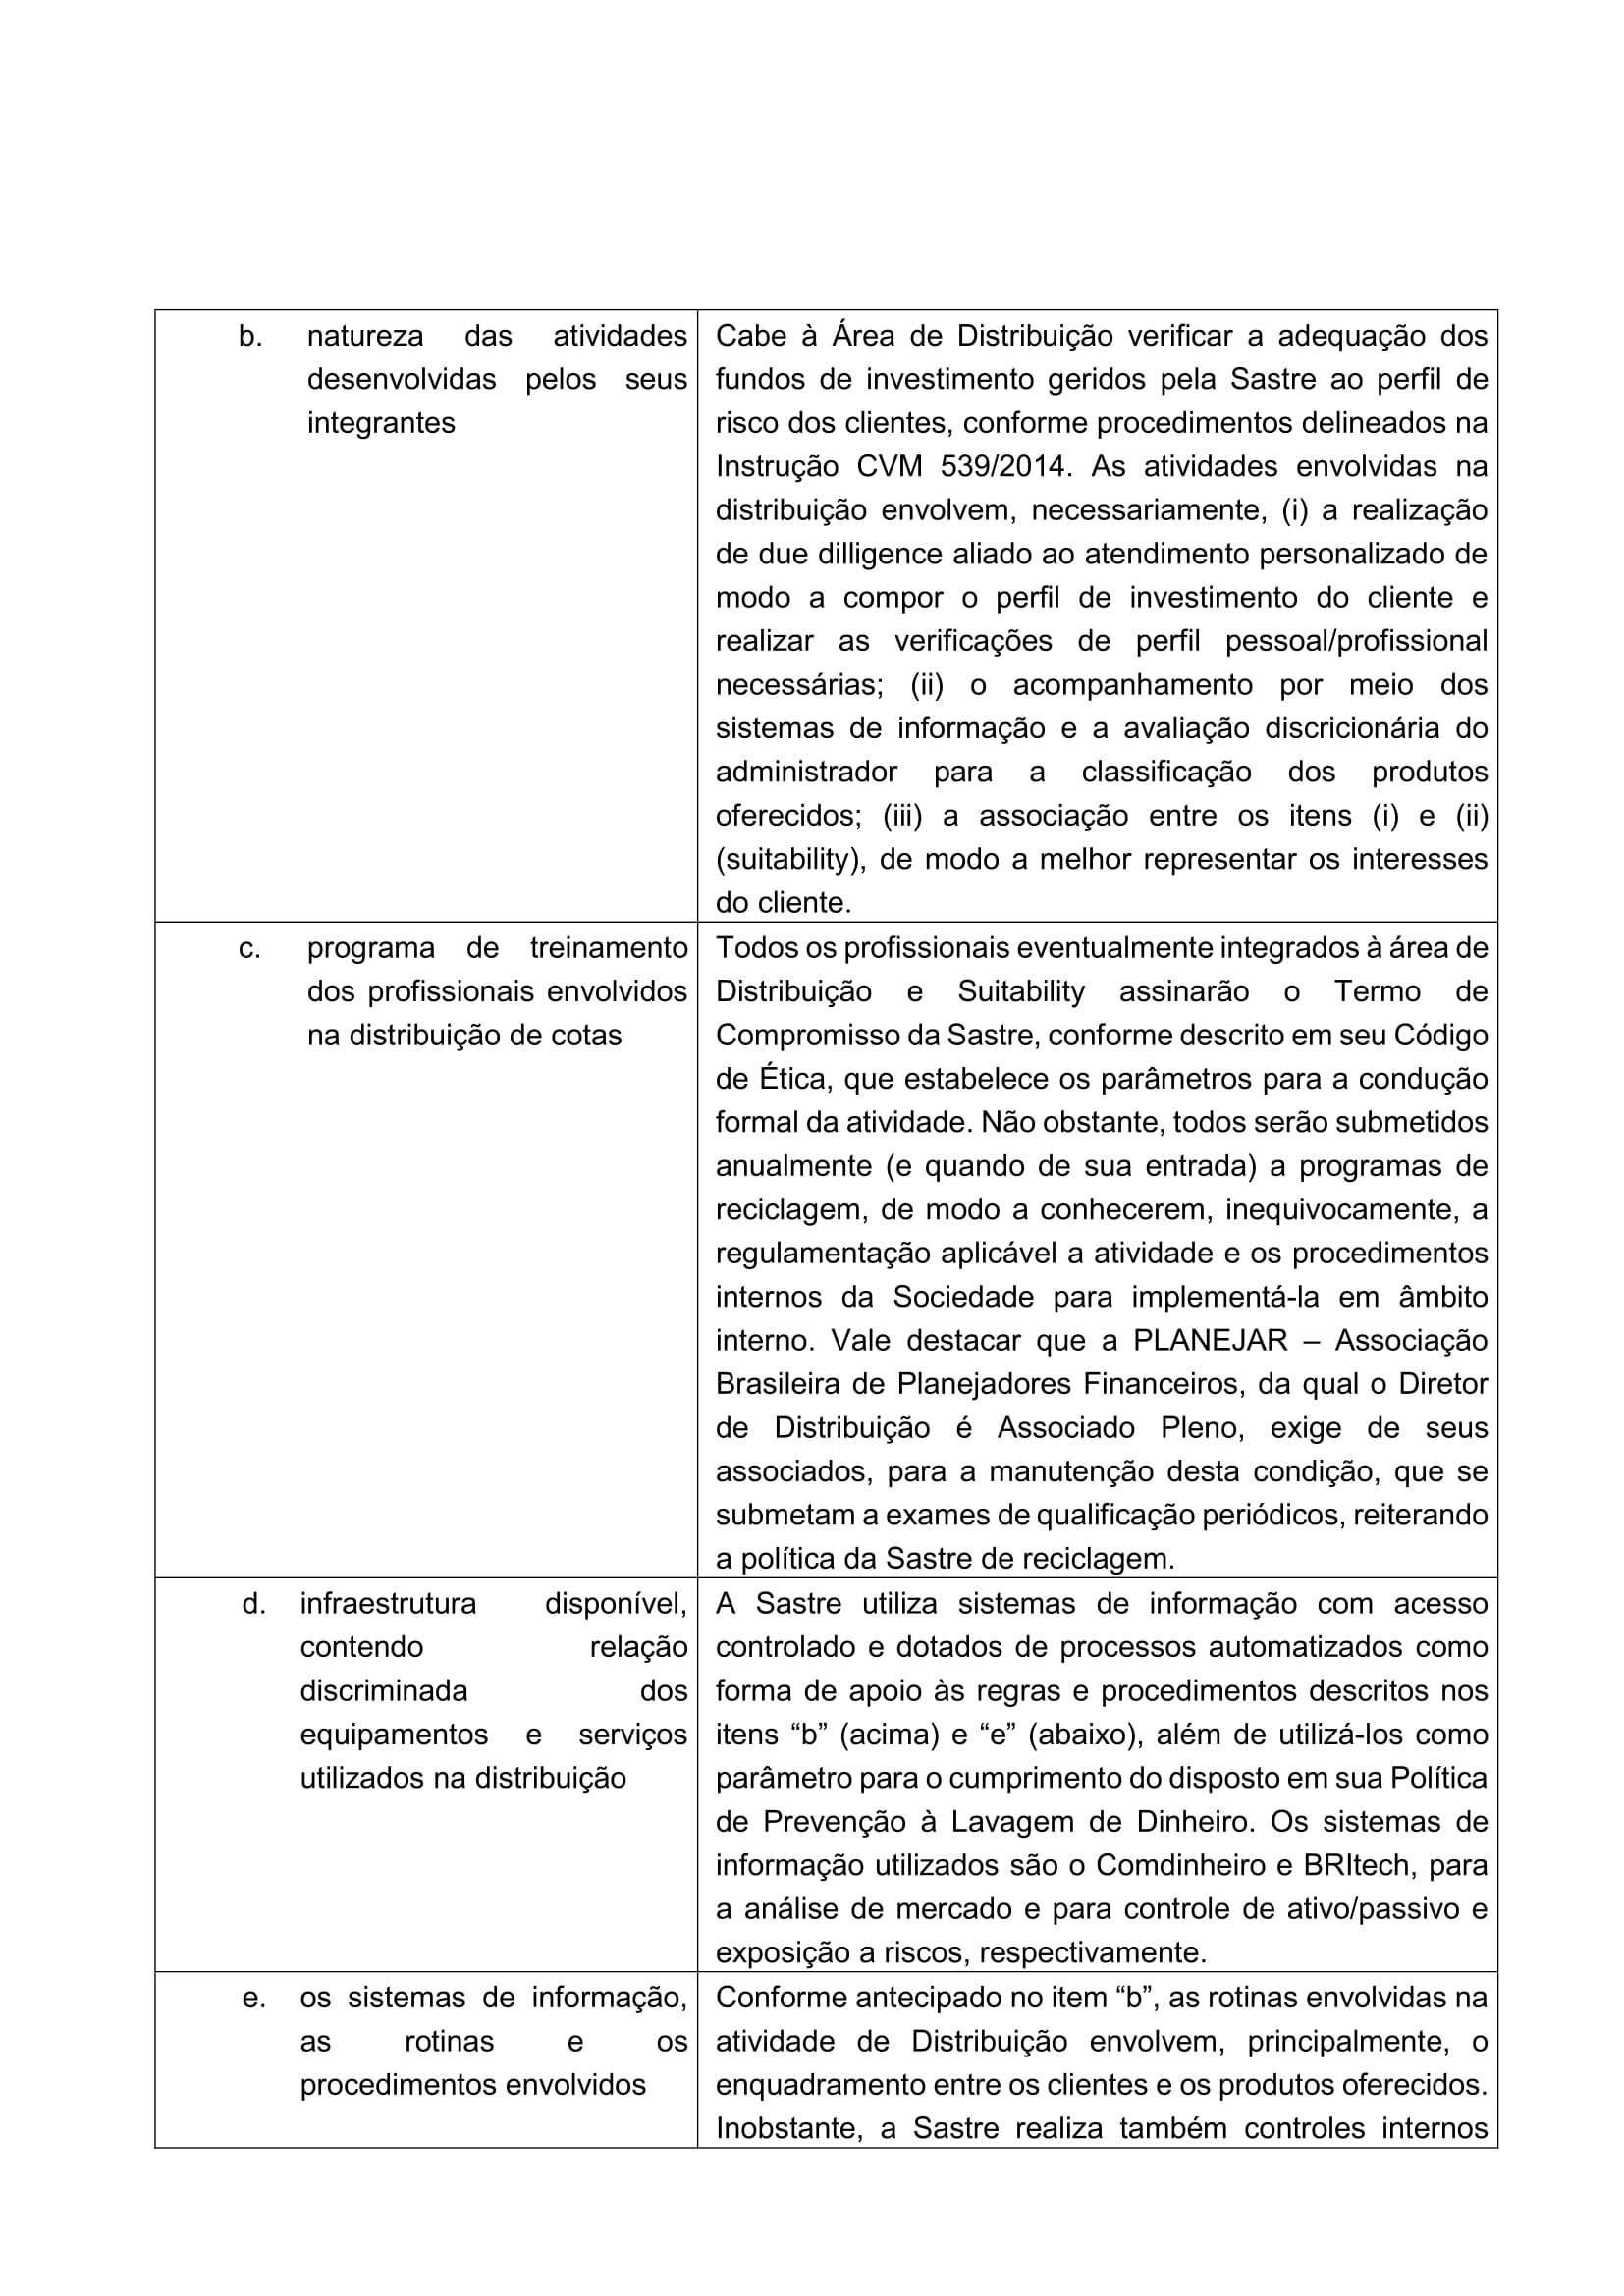 b. natureza das atividades
desenvolvidas pelos seus
integrantes
Cabe à Área de Distribuição verificar a adequação dos
fundos de investimento geridos pela Sastre ao perfil de
risco dos clientes, conforme procedimentos delineados na
Instrução CVM 539/2014. As atividades envolvidas na
distribuição envolvem, necessariamente, (i) a realização
de due dilligence aliado ao atendimento personalizado de
modo a compor o perfil de investimento do cliente e
realizar as verificações de perfil pessoal/profissional
necessárias; (ii) o acompanhamento por meio dos
sistemas de informação e a avaliação discricionária do
administrador para a classificação dos produtos
oferecidos; (iii) a associação entre os itens (i) e (ii)
(suitability), de modo a melhor representar os interesses
do cliente.
c. programa de treinamento
dos profissionais envolvidos
na distribuição de cotas
Todos os profissionais eventualmente integrados à área de
Distribuição e Suitability assinarão o Termo de
Compromisso da Sastre, conforme descrito em seu Código
de Ética, que estabelece os parâmetros para a condução
formal da atividade. Não obstante, todos serão submetidos
anualmente (e quando de sua entrada) a programas de
reciclagem, de modo a conhecerem, inequivocamente, a
regulamentação aplicável a atividade e os procedimentos
internos da Sociedade para implementá-la em âmbito
interno. Vale destacar que a PLANEJAR – Associação
Brasileira de Planejadores Financeiros, da qual o Diretor
de Distribuição é Associado Pleno, exige de seus
associados, para a manutenção desta condição, que se
submetam a exames de qualificação periódicos, reiterando
a política da Sastre de reciclagem.
d. infraestrutura disponível,
contendo relação
discriminada dos
equipamentos e serviços
utilizados na distribuição
A Sastre utiliza sistemas de informação com acesso
controlado e dotados de processos automatizados como
forma de apoio às regras e procedimentos descritos nos
itens “b” (acima) e “e” (abaixo), além de utilizá-los como
parâmetro para o cumprimento do disposto em sua Política
de Prevenção à Lavagem de Dinheiro. Os sistemas de
informação utilizados são o Comdinheiro e BRItech, para
a análise de mercado e para controle de ativo/passivo e
exposição a riscos, respectivamente.
e. os sistemas de informação,
as rotinas e os
procedimentos envolvidos
Conforme antecipado no item “b”, as rotinas envolvidas na
atividade de Distribuição envolvem, principalmente, o
enquadramento entre os clientes e os produtos oferecidos.
Inobstante, a Sastre realiza também controles internos